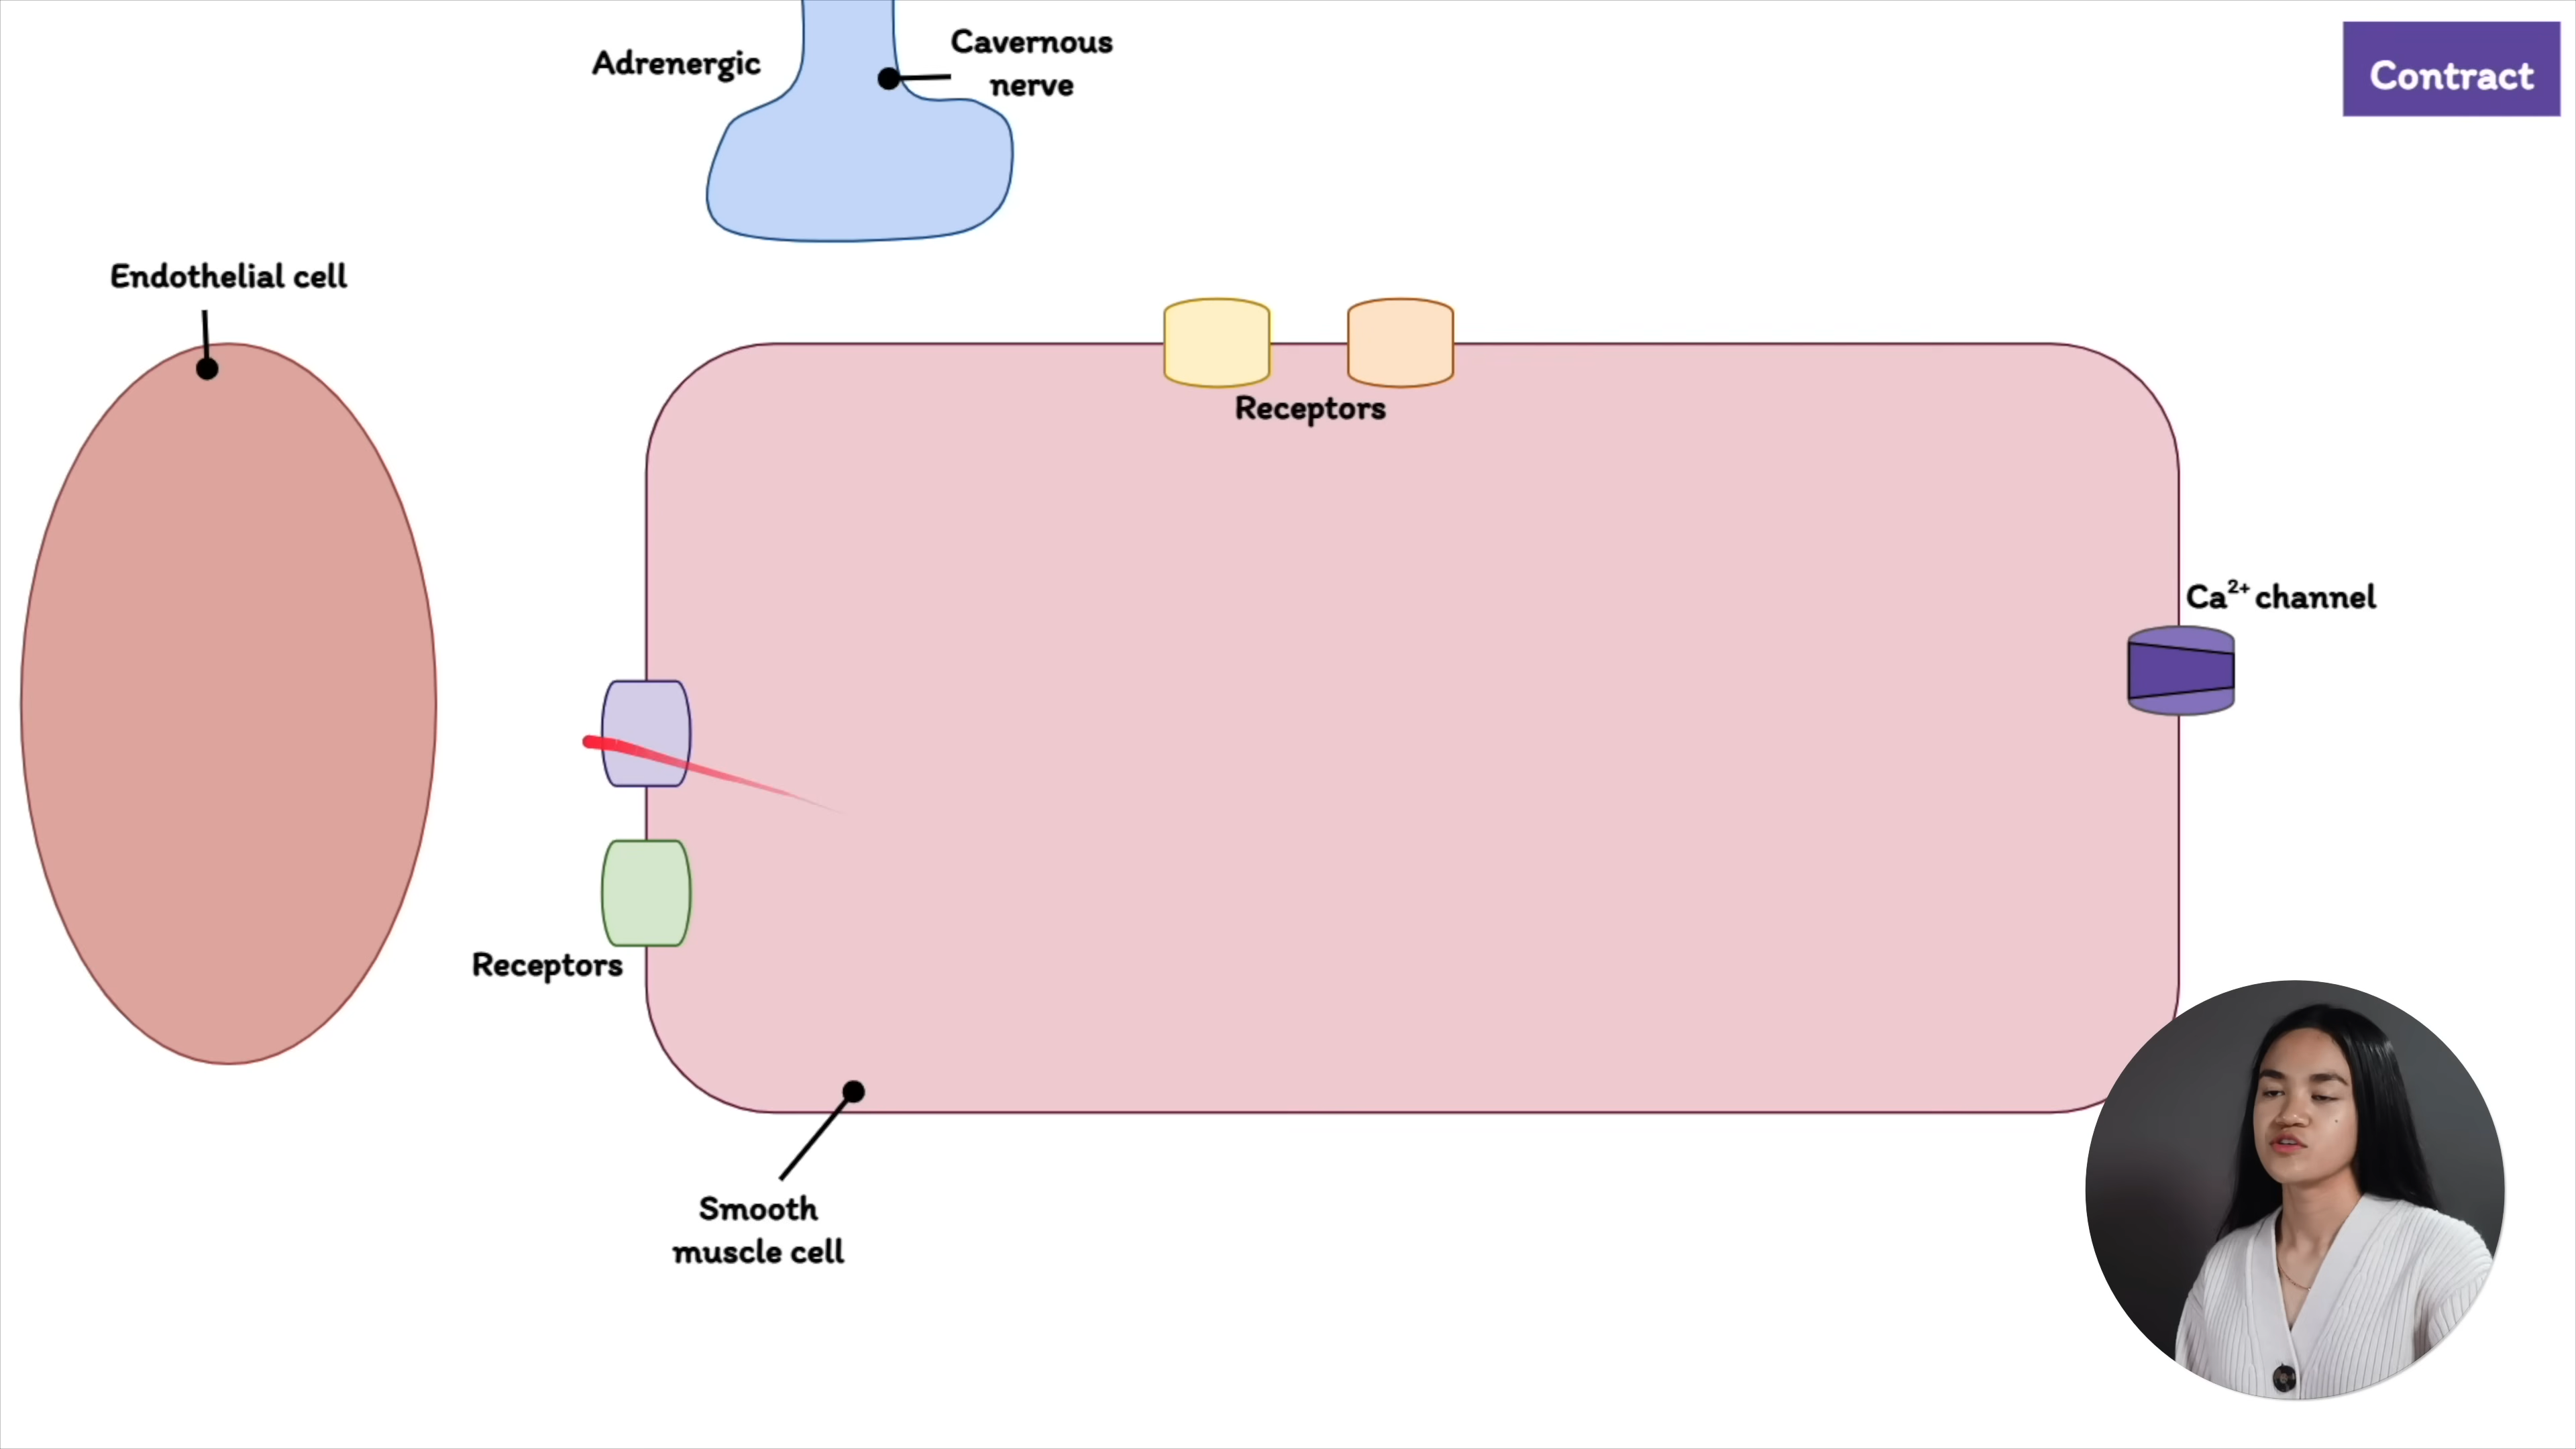 Adrenergic
Cavernous
nerve
Contract
Endothelial cell
Receptors
Ca²⁺ channel
Receptors
Smooth
muscle cell